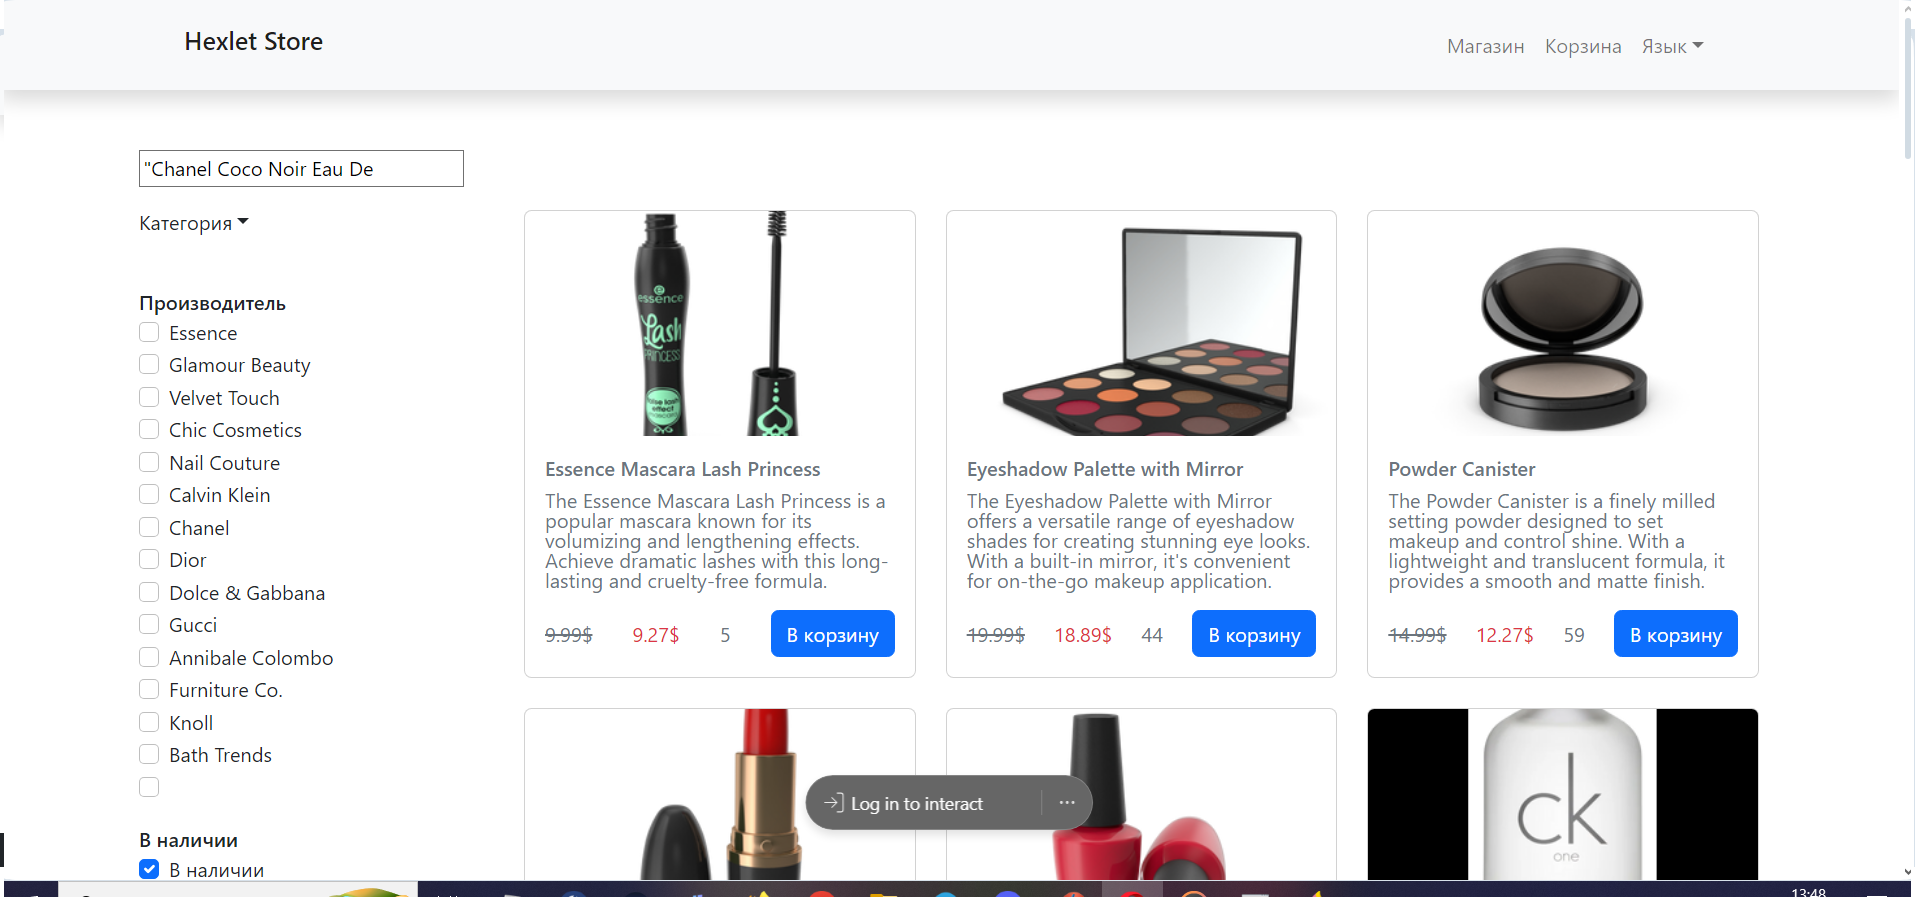 Hexlet Store
Магазин Корзина Язык
"Chanel Coco Noir Eau De
Категория
Производитель
Essence
Glamour Beauty
Velvet Touch
Chic Cosmetics
Nail Couture
Calvin Klein
Chanel
Dior
Dolce & Gabbana
Gucci
Annibale Colombo
Furniture Co.
Knoll
Bath Trends
В наличии
В наличии
essence
Lash
PRINCESS
false lash
effect
Essence Mascara Lash Princess
The Essence Mascara Lash Princess is a
popular mascara known for its
volumizing and lengthening effects.
Achieve dramatic lashes with this long-
lasting and cruelty-free formula.
9.99$ 9.27$ 5 В корзину
Eyeshadow Palette with Mirror
The Eyeshadow Palette with Mirror
offers a versatile range of eyeshadow
shades for creating stunning eye looks.
With a built-in mirror, it's convenient
for on-the-go makeup application.
19.99$ 18.89$ 44 В корзину
Powder Canister
The Powder Canister is a finely milled
setting powder designed to set
makeup and control shine. With a
lightweight and translucent formula, it
provides a smooth and matte finish.
14.99$ 12.27$ 59 В корзину
Log in to interact
ck
one
13:48